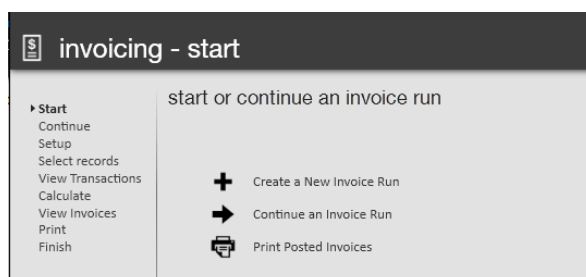 invoicing - start
start or continue an invoice run
Start
Continue
Setup
Select records
View Transactions
Calculate
View Invoices
Print
Finish
Create a New Invoice Run
Continue an Invoice Run
Print Posted Invoices